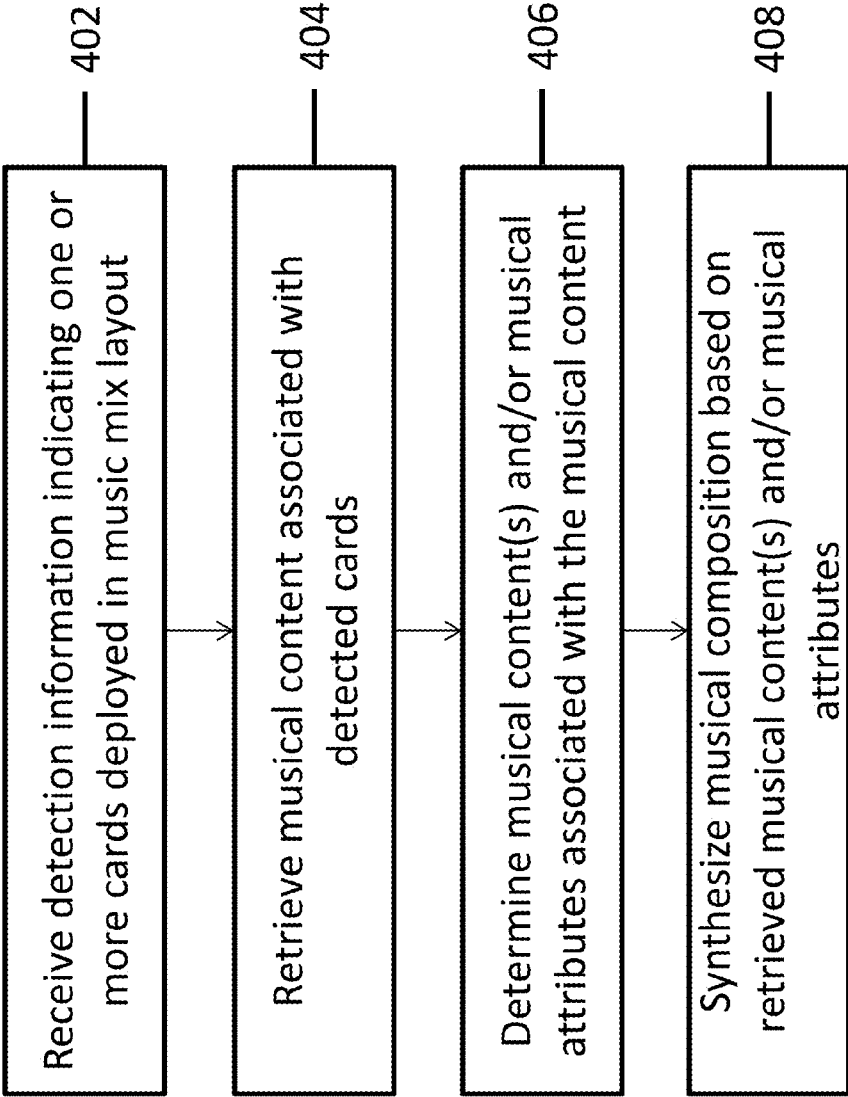 Receive detection information indicating one or
more cards deployed in music mix layout
402
Retrieve musical content associated with
detected cards
404
Determine musical content(s) and/or musical
attributes associated with the musical content
406
Synthesize musical composition based on
retrieved musical content(s) and/or musical
attributes
408